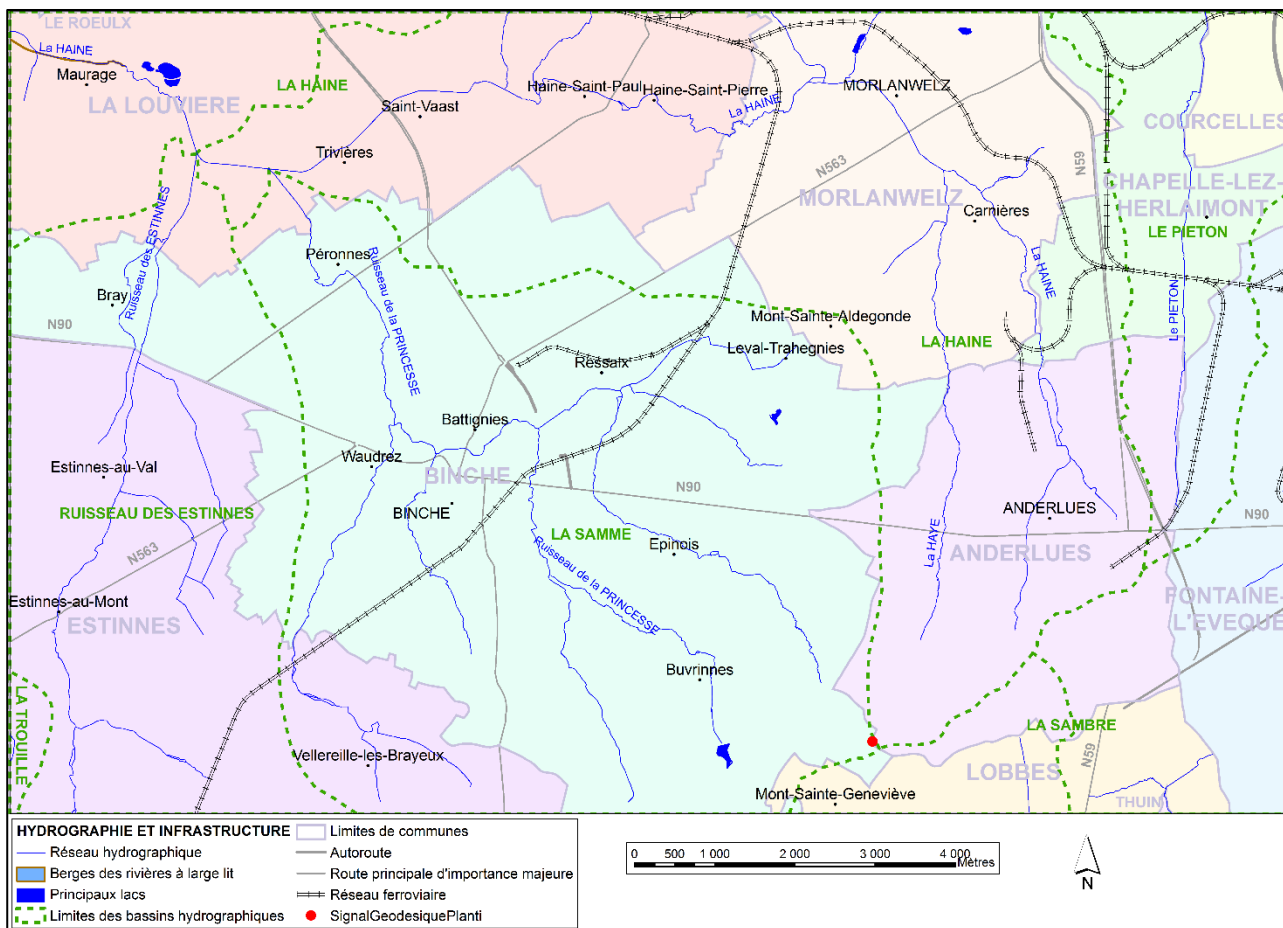 LE ROEULX
La HAINE
Maurage
LA LOUVIERE
LA HAINE
Saint-Vaast
Haine-Saint-Paul
Haine-Saint-Pierre
La HAINE
MORLANWELZ
COURCELLES
Trivières
N563
N59
MORLANWELZ
CHAPELLE-LEZ-
HERLAIMONT
Carnières
LE PIETON
Ruisseau des ESTINNES
Péronnes
Ruisseau de la PRINCESSE
La HAINE
Le PIETON
Bray
N90
Mont-Sainte-Aldegonde
Leval-Trahegnies
LA HAINE
Ressaix
Battignies
Waudrez
BINCHE
Estinnes-au-Val
N90
BINCHE
ANDERLUES
RUISSEAU DES ESTINNES
LA SAMME
Epinois
La HAYE
ANDERLUES
N90
N563
Ruisseau de la PRINCESSE
Estinnes-au-Mont
ESTINNES
FONTAINE-
L'EVEQUE
Buvrinnes
LA TROUILLE
LA SAMBRE
Vellereille-les-Brayeux
N59
LOBBES
Mont-Sainte-Geneviève
THUIN
HYDROGRAPHIE ET INFRASTRUCTURE
Réseau hydrographique
Berges des rivières à large lit
Principaux lacs
Limites des bassins hydrographiques
Limites de communes
Autoroute
Route principale d'importance majeure
Réseau ferroviaire
SignalGeodesiquePlanti
0 500 1 000 2 000 3 000 4 000
Mètres
N